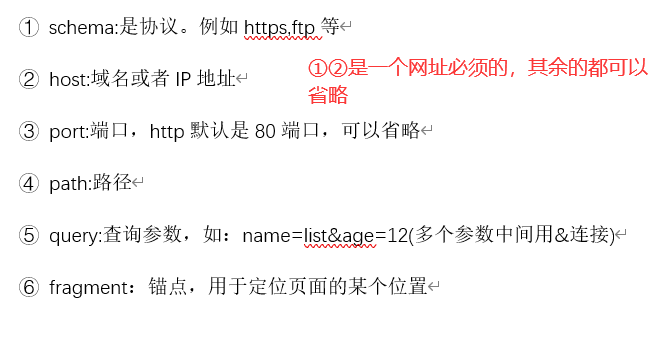 ① schema:是协议。例如 https,ftp 等
② host:域名或者 IP 地址
①②是一个网址必须的，其余的都可以
省略
③ port:端口，http 默认是 80 端口，可以省略
④ path:路径
⑤ query:查询参数，如：name=list&age=12(多个参数中间用&连接)
⑥ fragment：锚点，用于定位页面的某个位置